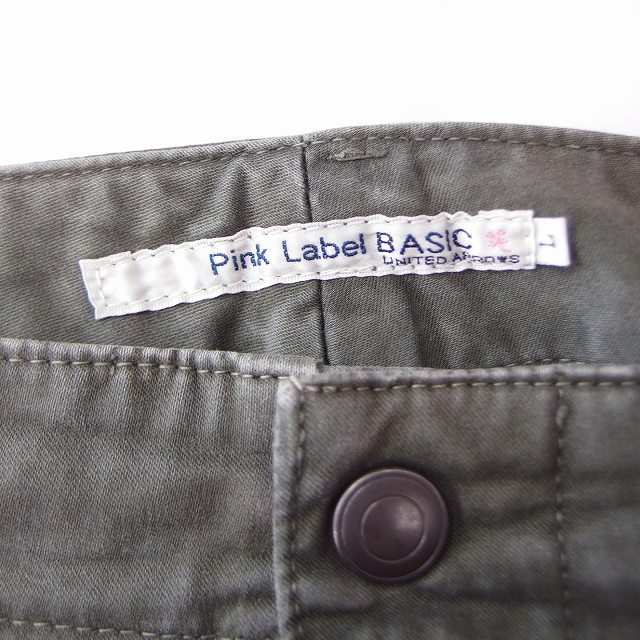 Pink Label BASIC
UNITED ARROWS
L